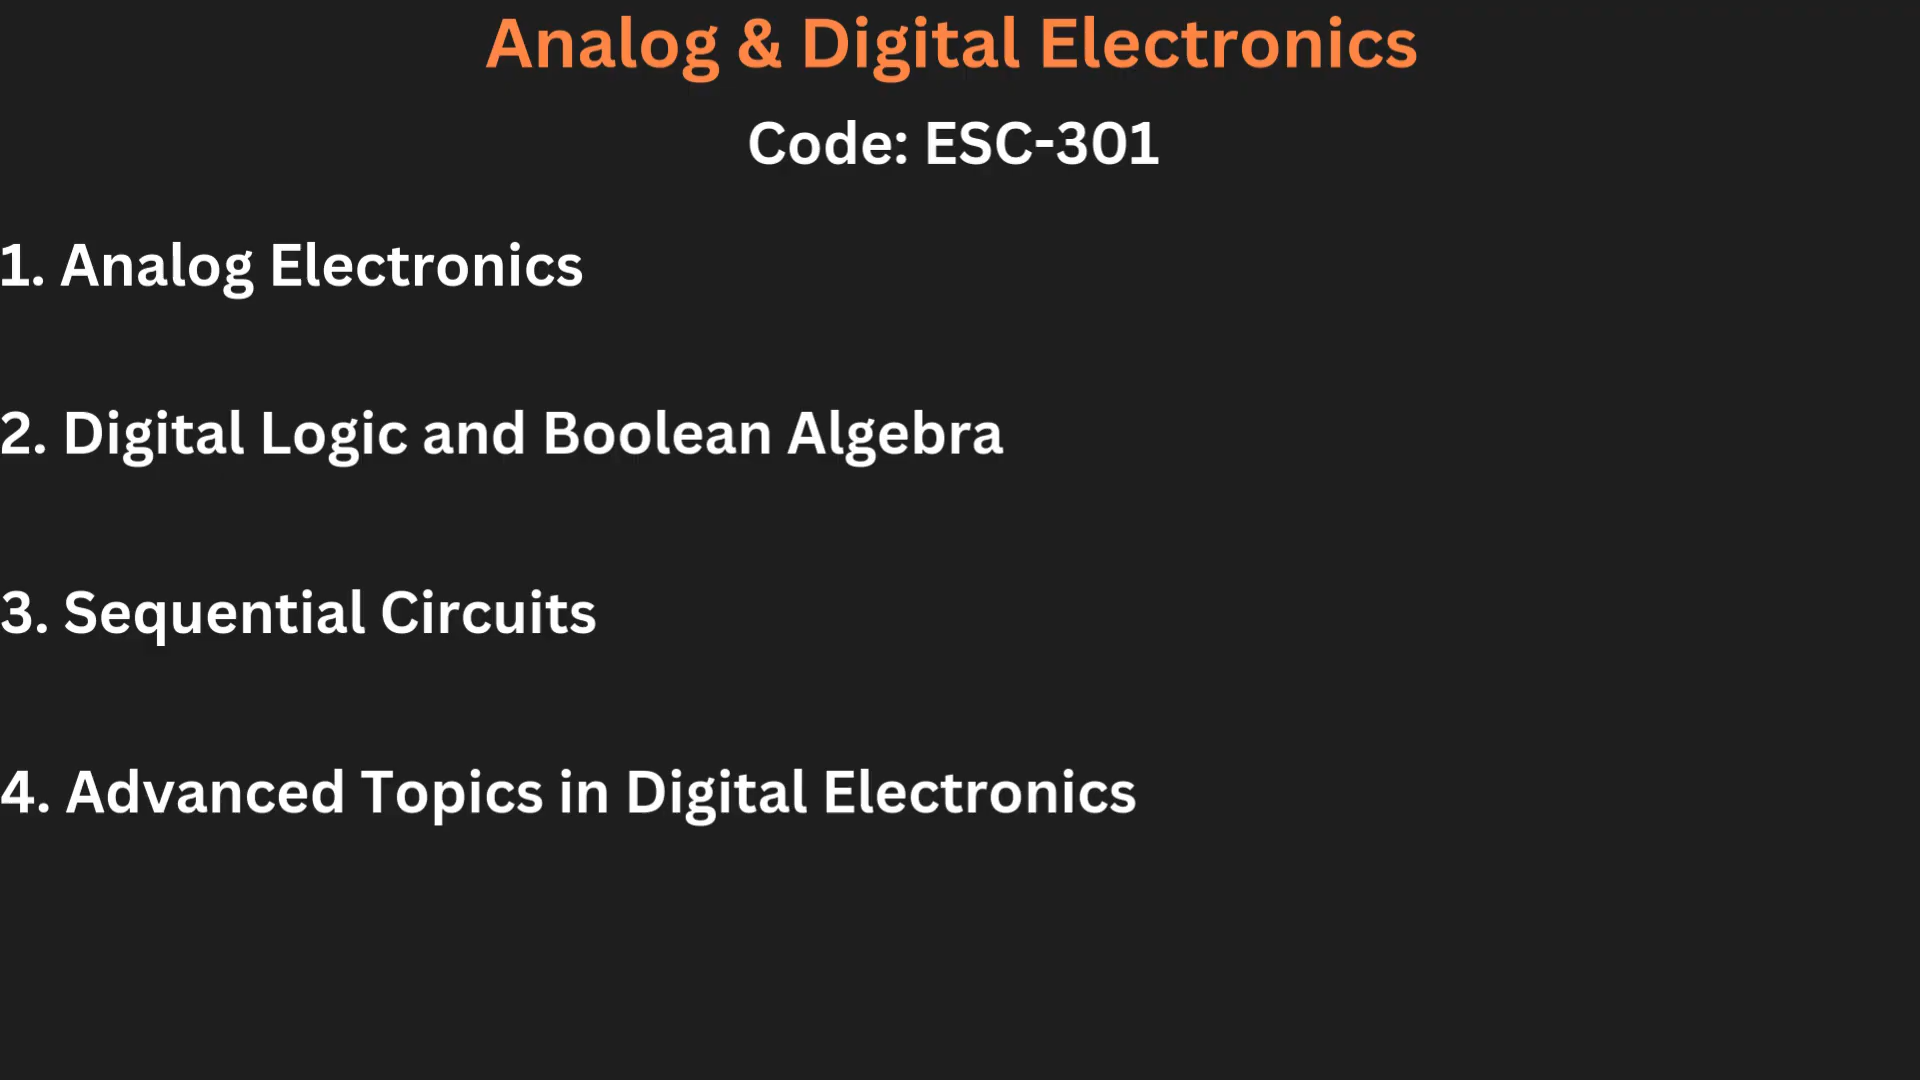 Analog & Digital Electronics
Code: ESC-301
1. Analog Electronics
2. Digital Logic and Boolean Algebra
3. Sequential Circuits
4. Advanced Topics in Digital Electronics